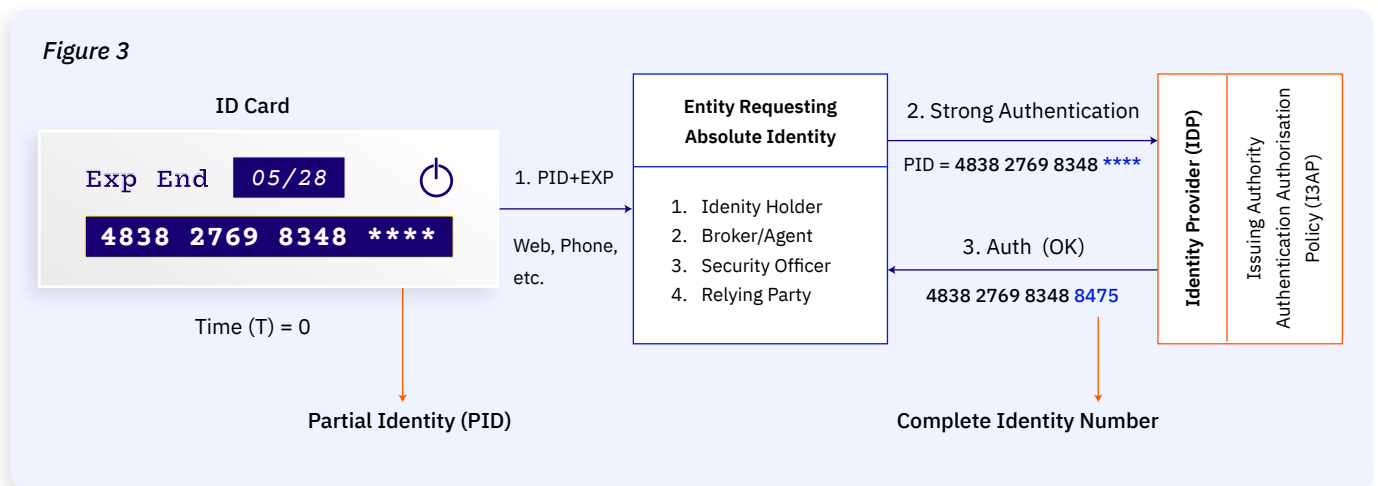 Figure 3
ID Card
Exp End 05/28
4838 2769 8348 ****
Time (T) = 0
Partial Identity (PID)
1. PID+EXP
Web, Phone,
etc.
Entity Requesting
Absolute Identity
1. Idenity Holder
2. Broker/Agent
3. Security Officer
4. Relying Party
2. Strong Authentication
PID = 4838 2769 8348 ****
3. Auth (OK)
4838 2769 8348 8475
Complete Identity Number
Identity Provider (IDP)
Issuing Authority
Authentication Authorisation
Policy (I3AP)